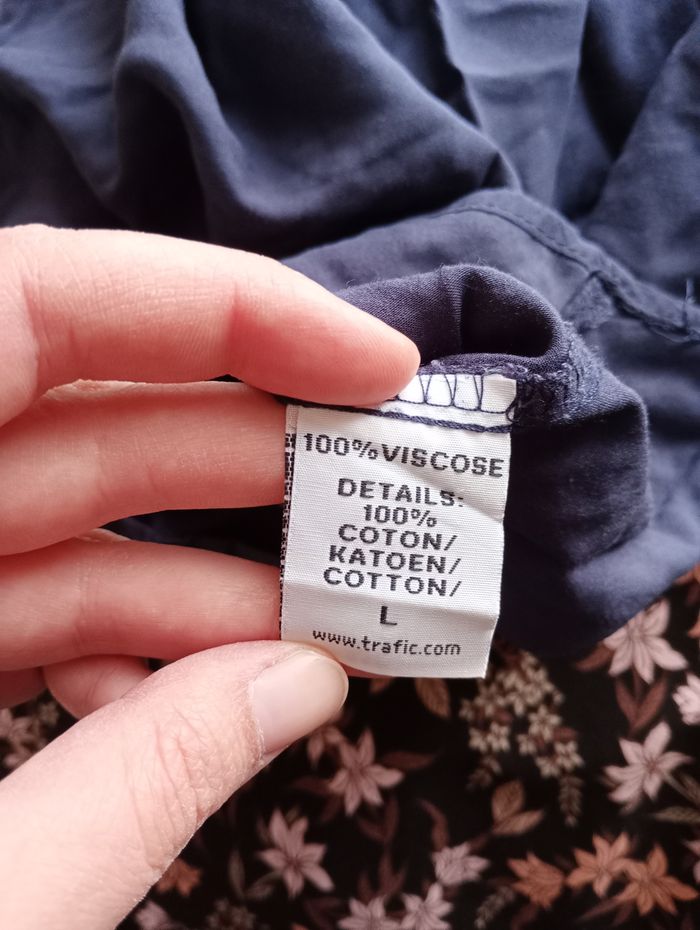 100%VISCOSE
DETAILS:
100%
COTON/
KATOEN/
COTTON/
L
www.trafic.com